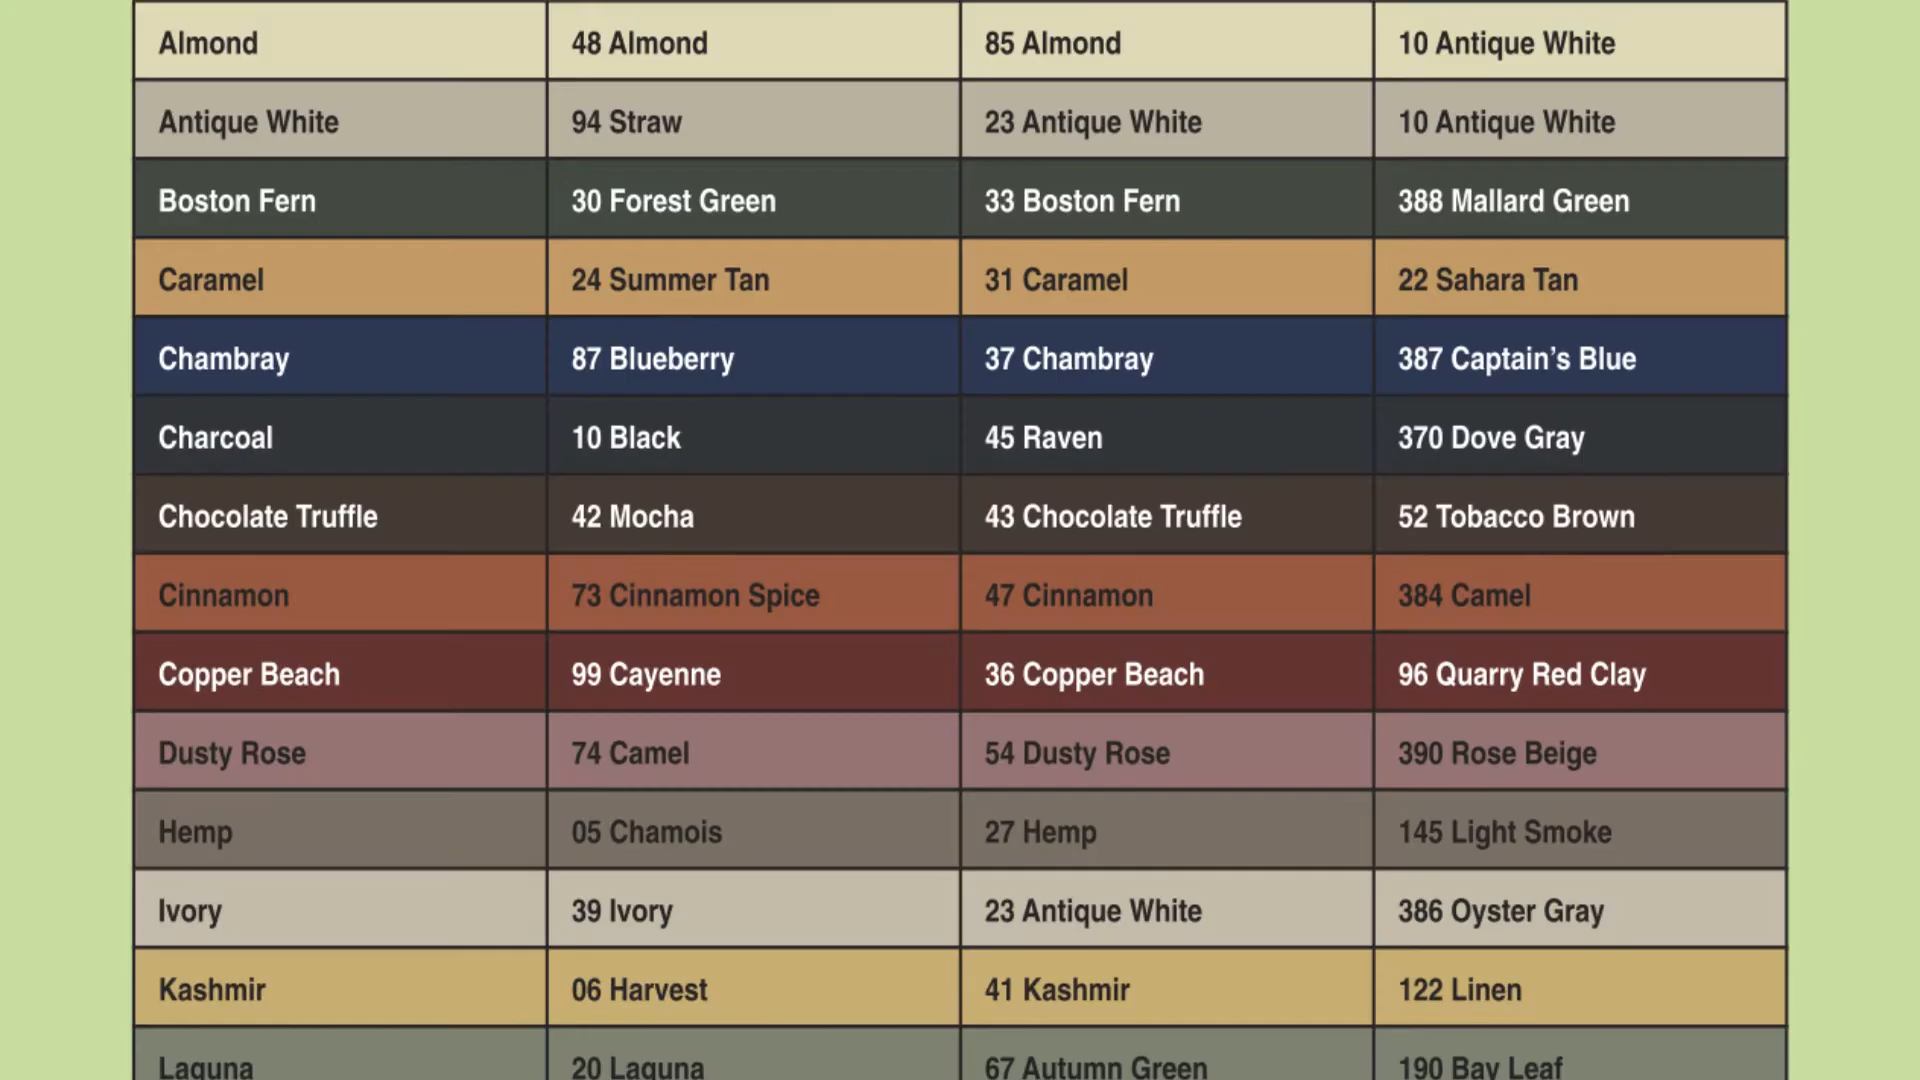 Almond 48 Almond 85 Almond 10 Antique White
Antique White 94 Straw 23 Antique White 10 Antique White
Boston Fern 30 Forest Green 33 Boston Fern 388 Mallard Green
Caramel 24 Summer Tan 31 Caramel 22 Sahara Tan
Chambray 87 Blueberry 37 Chambray 387 Captain’s Blue
Charcoal 10 Black 45 Raven 370 Dove Gray
Chocolate Truffle 42 Mocha 43 Chocolate Truffle 52 Tobacco Brown
Cinnamon 73 Cinnamon Spice 47 Cinnamon 384 Camel
Copper Beach 99 Cayenne 36 Copper Beach 96 Quarry Red Clay
Dusty Rose 74 Camel 54 Dusty Rose 390 Rose Beige
Hemp 05 Chamois 27 Hemp 145 Light Smoke
Ivory 39 Ivory 23 Antique White 386 Oyster Gray
Kashmir 06 Harvest 41 Kashmir 122 Linen
Laguna 20 Laguna 67 Autumn Green 190 Bay Leaf